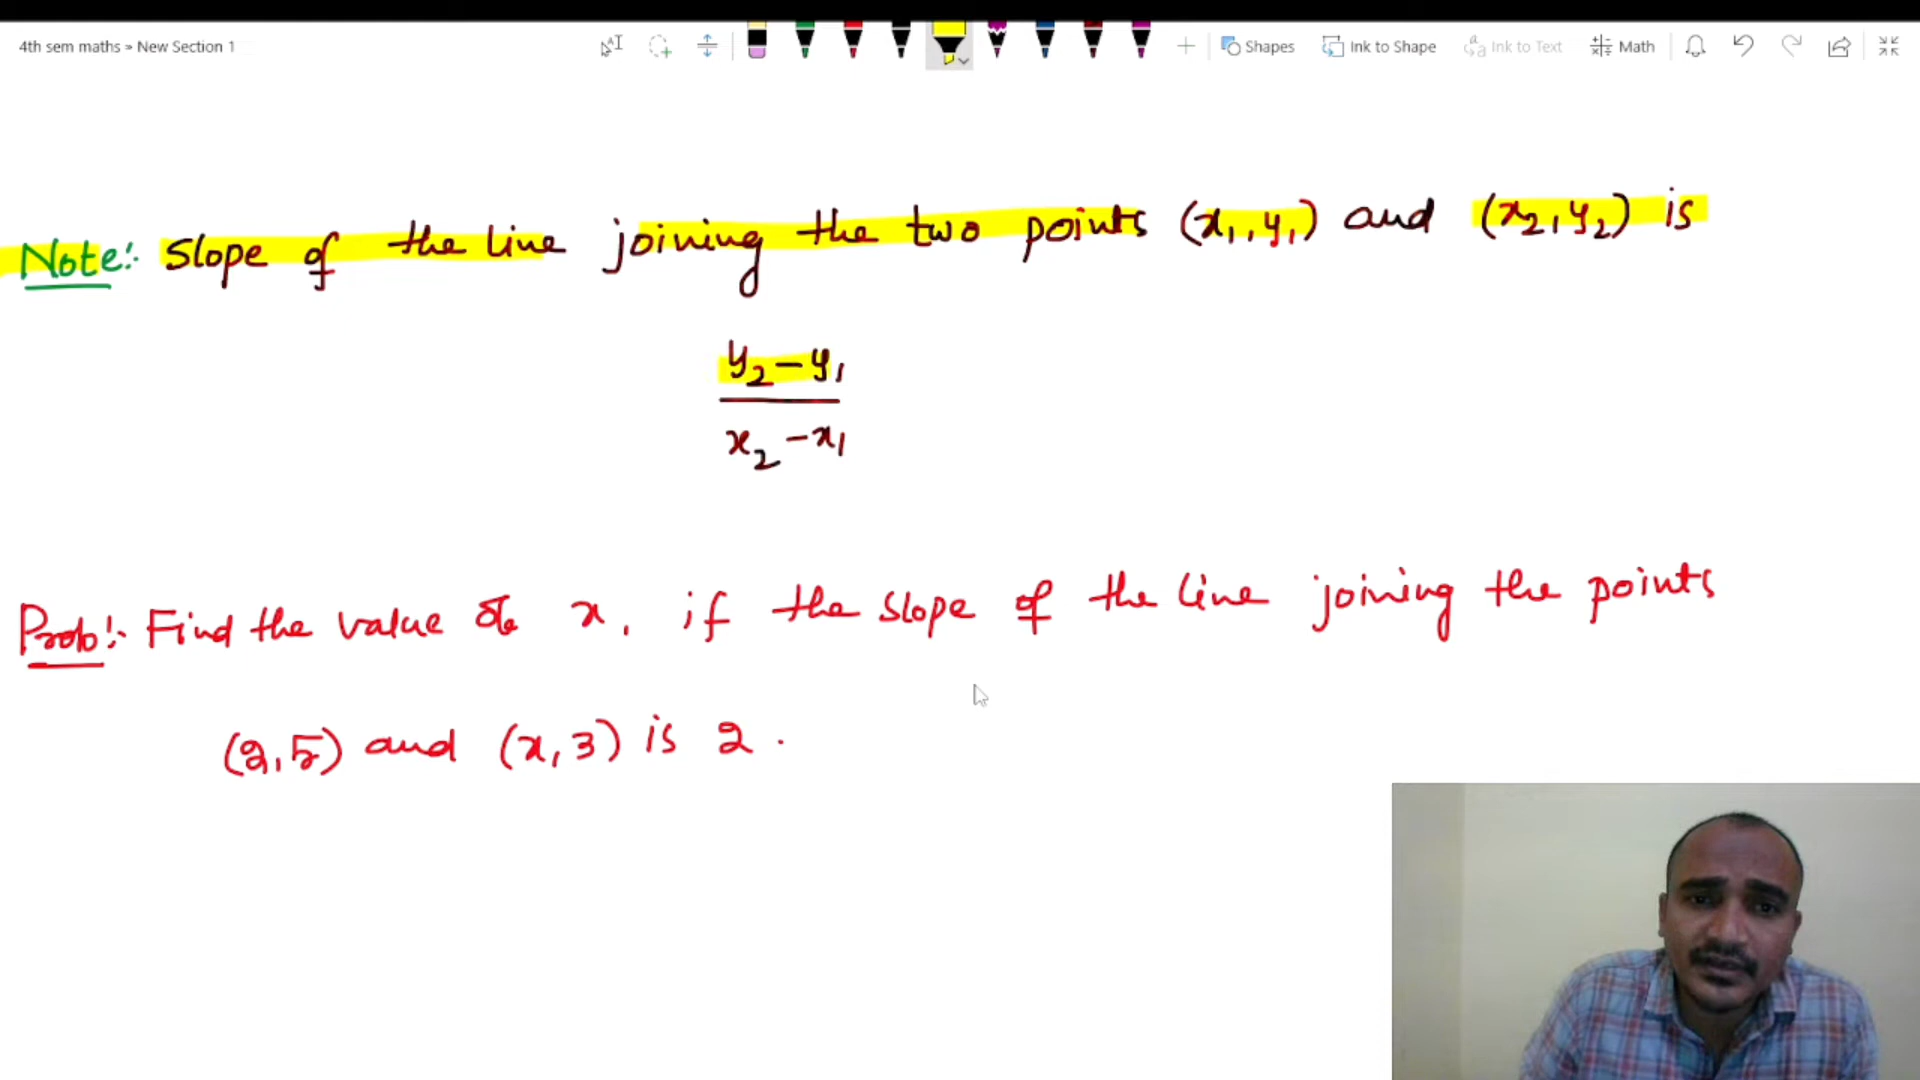 4th sem maths » New Section 1
Shapes Ink to Shape Ink to Text Math
Note:- Slope of the line joining the two points (x₁, y₁) and (x₂, y₂) is
y₂ - y₁
x₂ - x₁
Prob:- Find the value of x, if the slope of the line joining the points
(2,5) and (x,3) is 2.